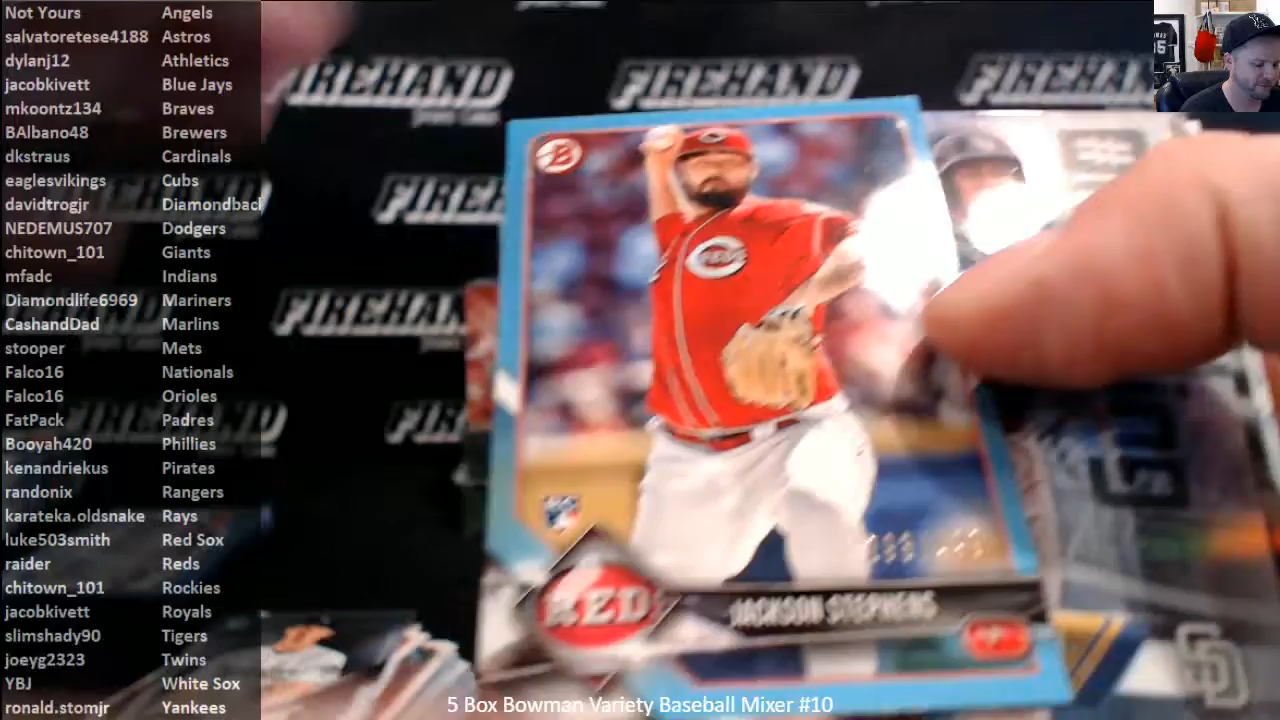 Not Yours Angels
salvatoretese4188 Astros
dylanj12 Athletics
jacobkivett Blue Jays
mkoontz134 Braves
BAlbano48 Brewers
dkstraus Cardinals
eaglesvikings Cubs
davidtrogjr Diamondback
NEDEMUS707 Dodgers
chitown_101 Giants
mfadc Indians
Diamondlife6969 Mariners
CashandDad Marlins
stooper Mets
Falco16 Nationals
Falco16 Orioles
FatPack Padres
Booyah420 Phillies
kenandriekus Pirates
randonix Rangers
karateka.oldsnake Rays
luke503smith Red Sox
raider Reds
chitown_101 Rockies
jacobkivett Royals
slimshady90 Tigers
joeyg2323 Twins
YBJ White Sox
ronald.stomjr Yankees
FIREHAND FIREHAND FIREHAND
FIREHAND
FIREHAND
B
REDS
RED
JACKSON STEPHENS
P
SD
5 Box Bowman Variety Baseball Mixer #10